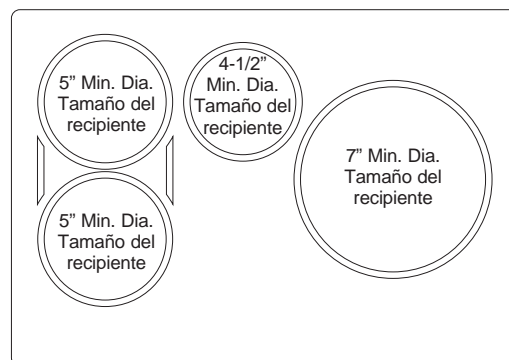 5” Min. Dia.
Tamaño del
recipiente
4-1/2”
Min. Dia.
Tamaño del
recipiente
7” Min. Dia.
Tamaño del
recipiente
5” Min. Dia.
Tamaño del
recipiente